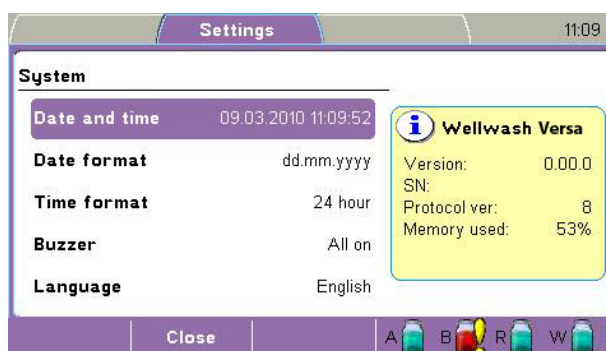 Settings
11:09
System
Date and time 09.03.2010 11:09:52
Date format dd.mm.yyyy
Time format 24 hour
Buzzer All on
Language English
i Wellwash Versa
Version: 0.00.0
SN:
Protocol ver: 8
Memory used: 53%
Close
A B ! R W